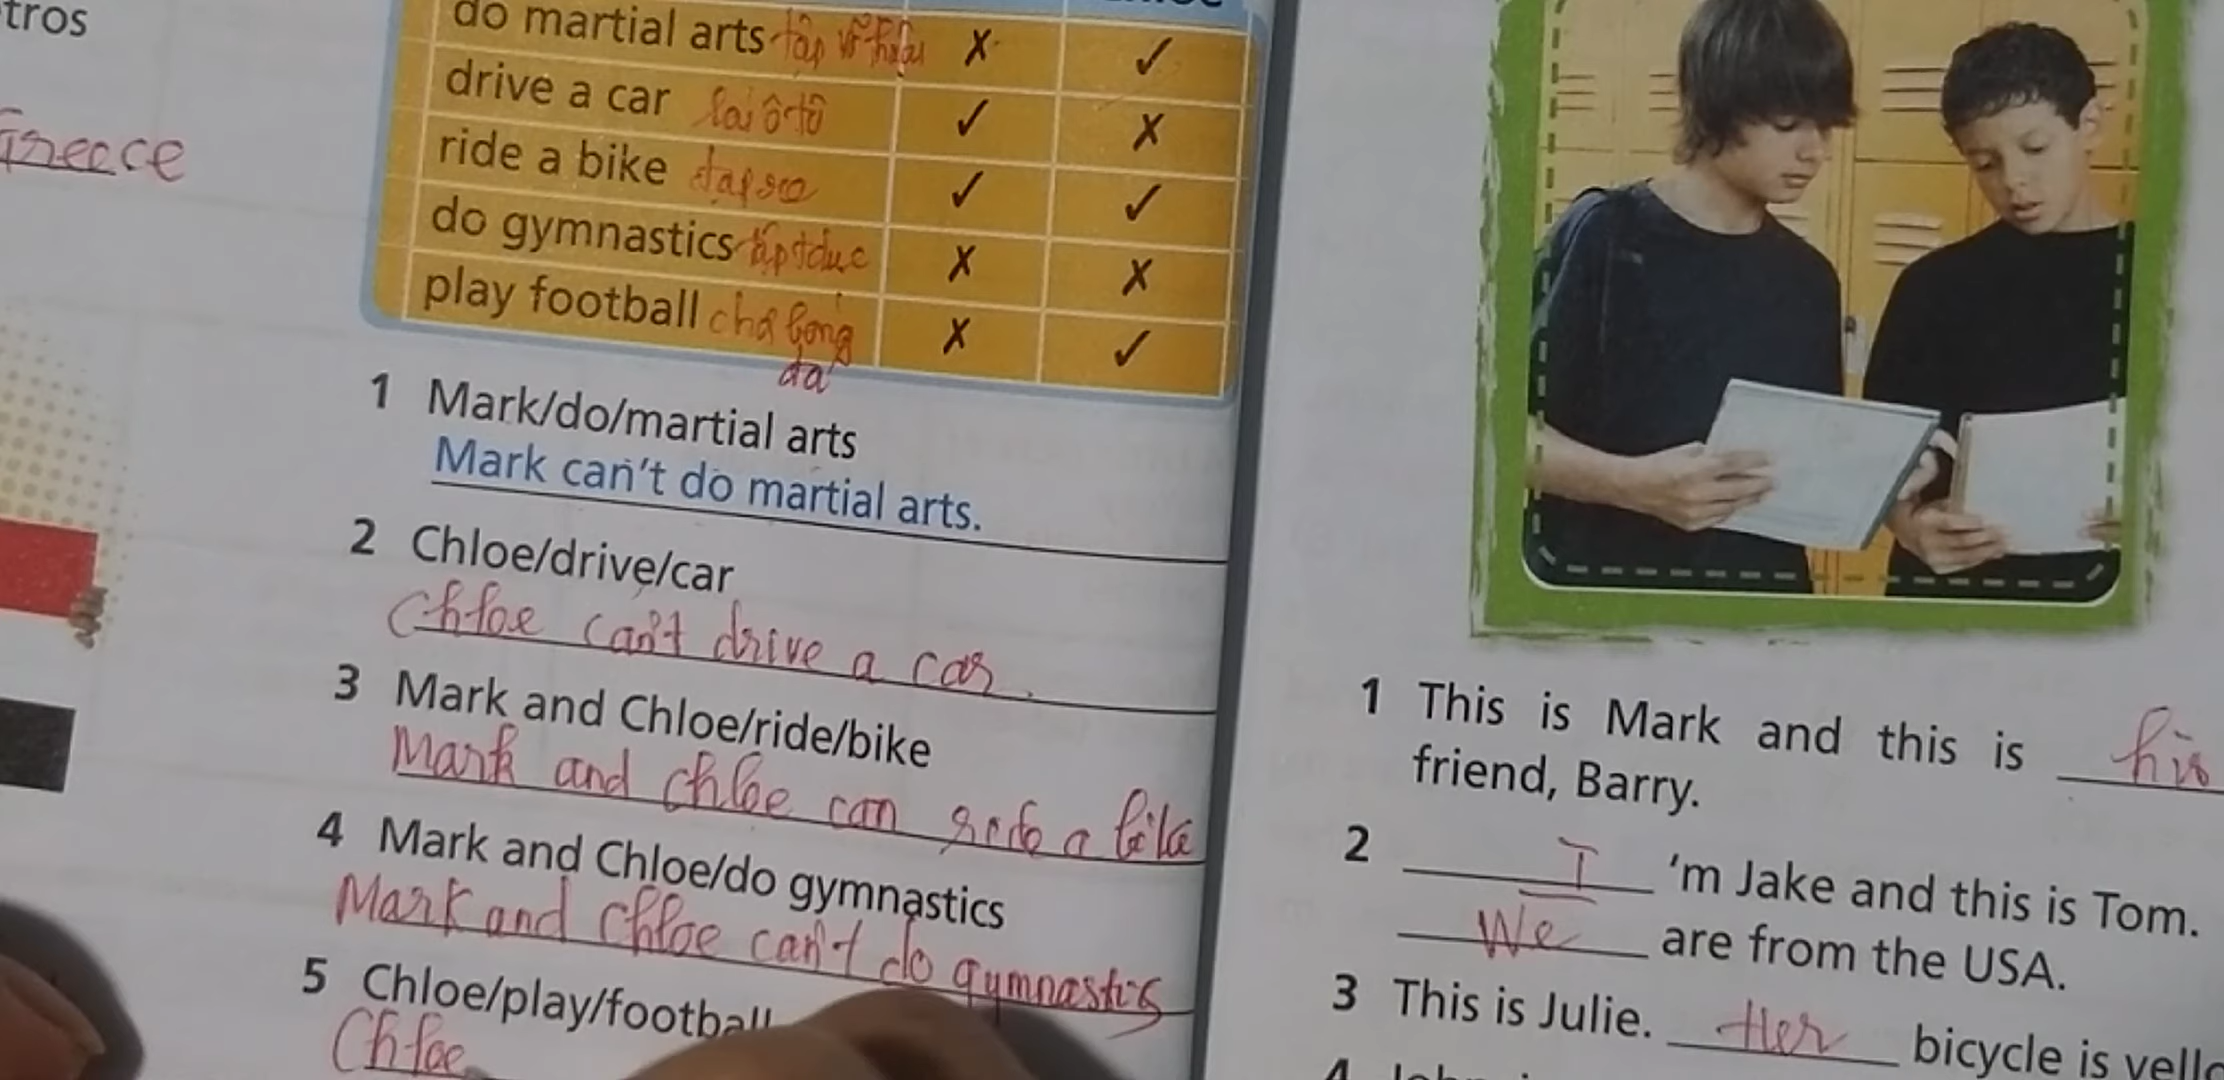 tros
Greece
do martial arts tập võ thuật X ✓
drive a car lái ô tô ✓ X
ride a bike đạp xe ✓ ✓
do gymnastics tập tdục X X
play football chơi bóng X ✓
đá
1 Mark/do/martial arts
Mark can't do martial arts.
2 Chloe/drive/car
Chloe can't drive a car.
3 Mark and Chloe/ride/bike
Mark and Chloe can ride a bike
4 Mark and Chloe/do gymnastics
Mark and Chloe can't do gymnastics
5 Chloe/play/football
Chloe
1 This is Mark and this is his
friend, Barry.
2 I 'm Jake and this is Tom.
We are from the USA.
3 This is Julie. Her bicycle is yello
4